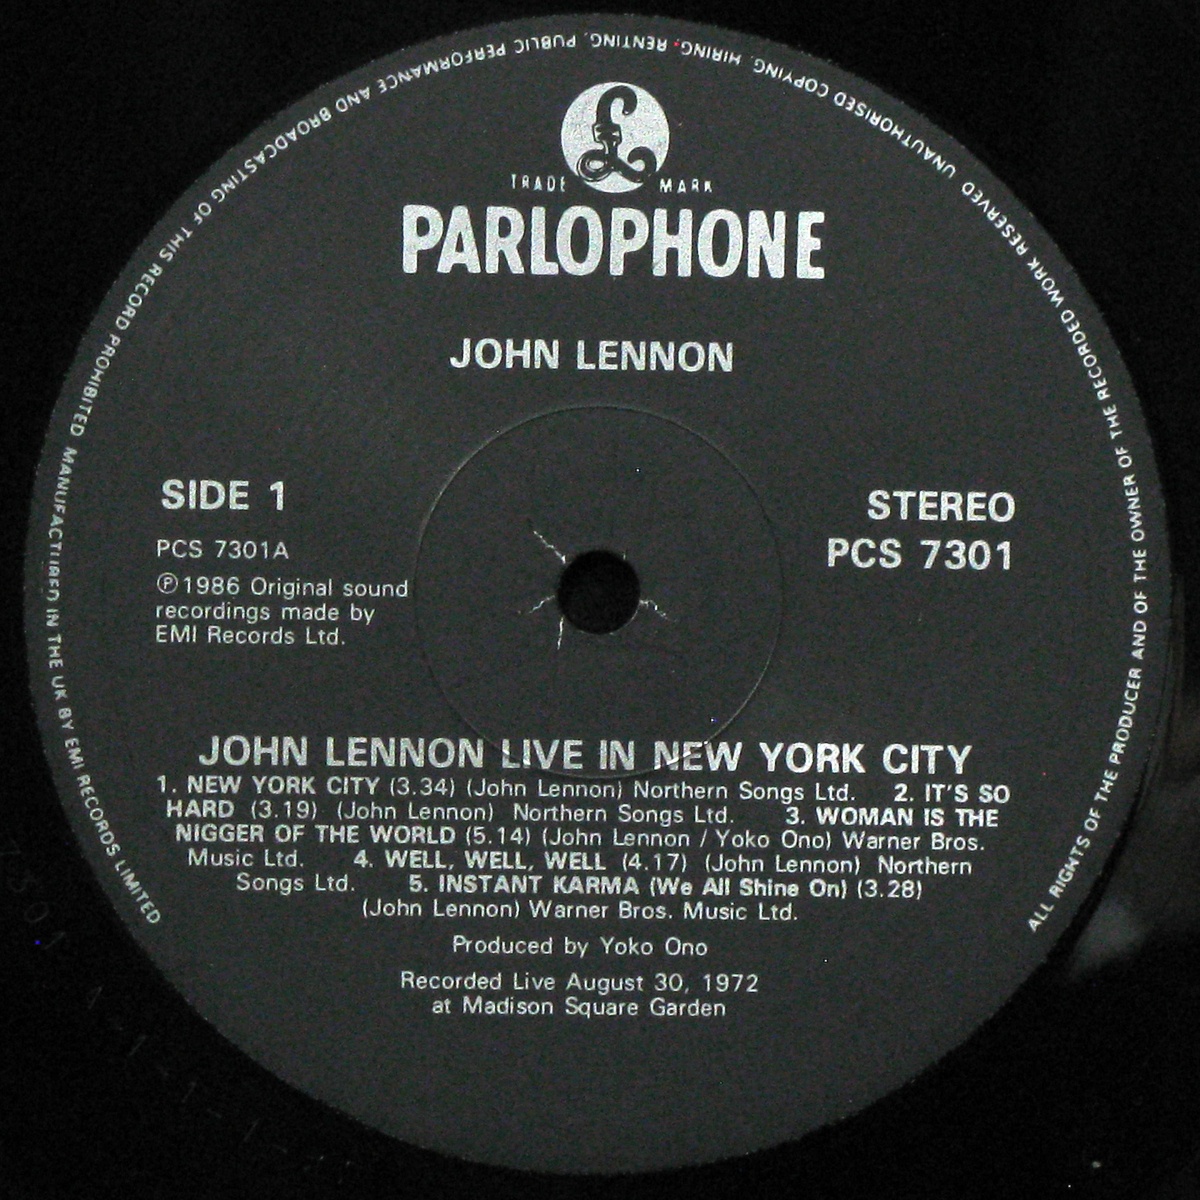 ALL RIGHTS OF THE PRODUCER AND OF THE OWNER OF THE RECORDED WORK RESERVED UNAUTHORISED COPYING, HIRING, RENTING, PUBLIC PERFORMANCE AND BROADCASTING OF THIS RECORD PROHIBITED MANUFACTURED IN THE UK BY EMI RECORDS LIMITED
£
TRADE MARK
PARLOPHONE
JOHN LENNON
SIDE 1
STEREO
PCS 7301A
PCS 7301
℗ 1986 Original sound
recordings made by
EMI Records Ltd.
JOHN LENNON LIVE IN NEW YORK CITY
1. NEW YORK CITY (3.34) (John Lennon) Northern Songs Ltd. 2. IT'S SO
HARD (3.19) (John Lennon) Northern Songs Ltd. 3. WOMAN IS THE
NIGGER OF THE WORLD (5.14) (John Lennon / Yoko Ono) Warner Bros.
Music Ltd. 4. WELL, WELL, WELL (4.17) (John Lennon) Northern
Songs Ltd. 5. INSTANT KARMA (We All Shine On) (3.28)
(John Lennon) Warner Bros. Music Ltd.
Produced by Yoko Ono
Recorded Live August 30, 1972
at Madison Square Garden